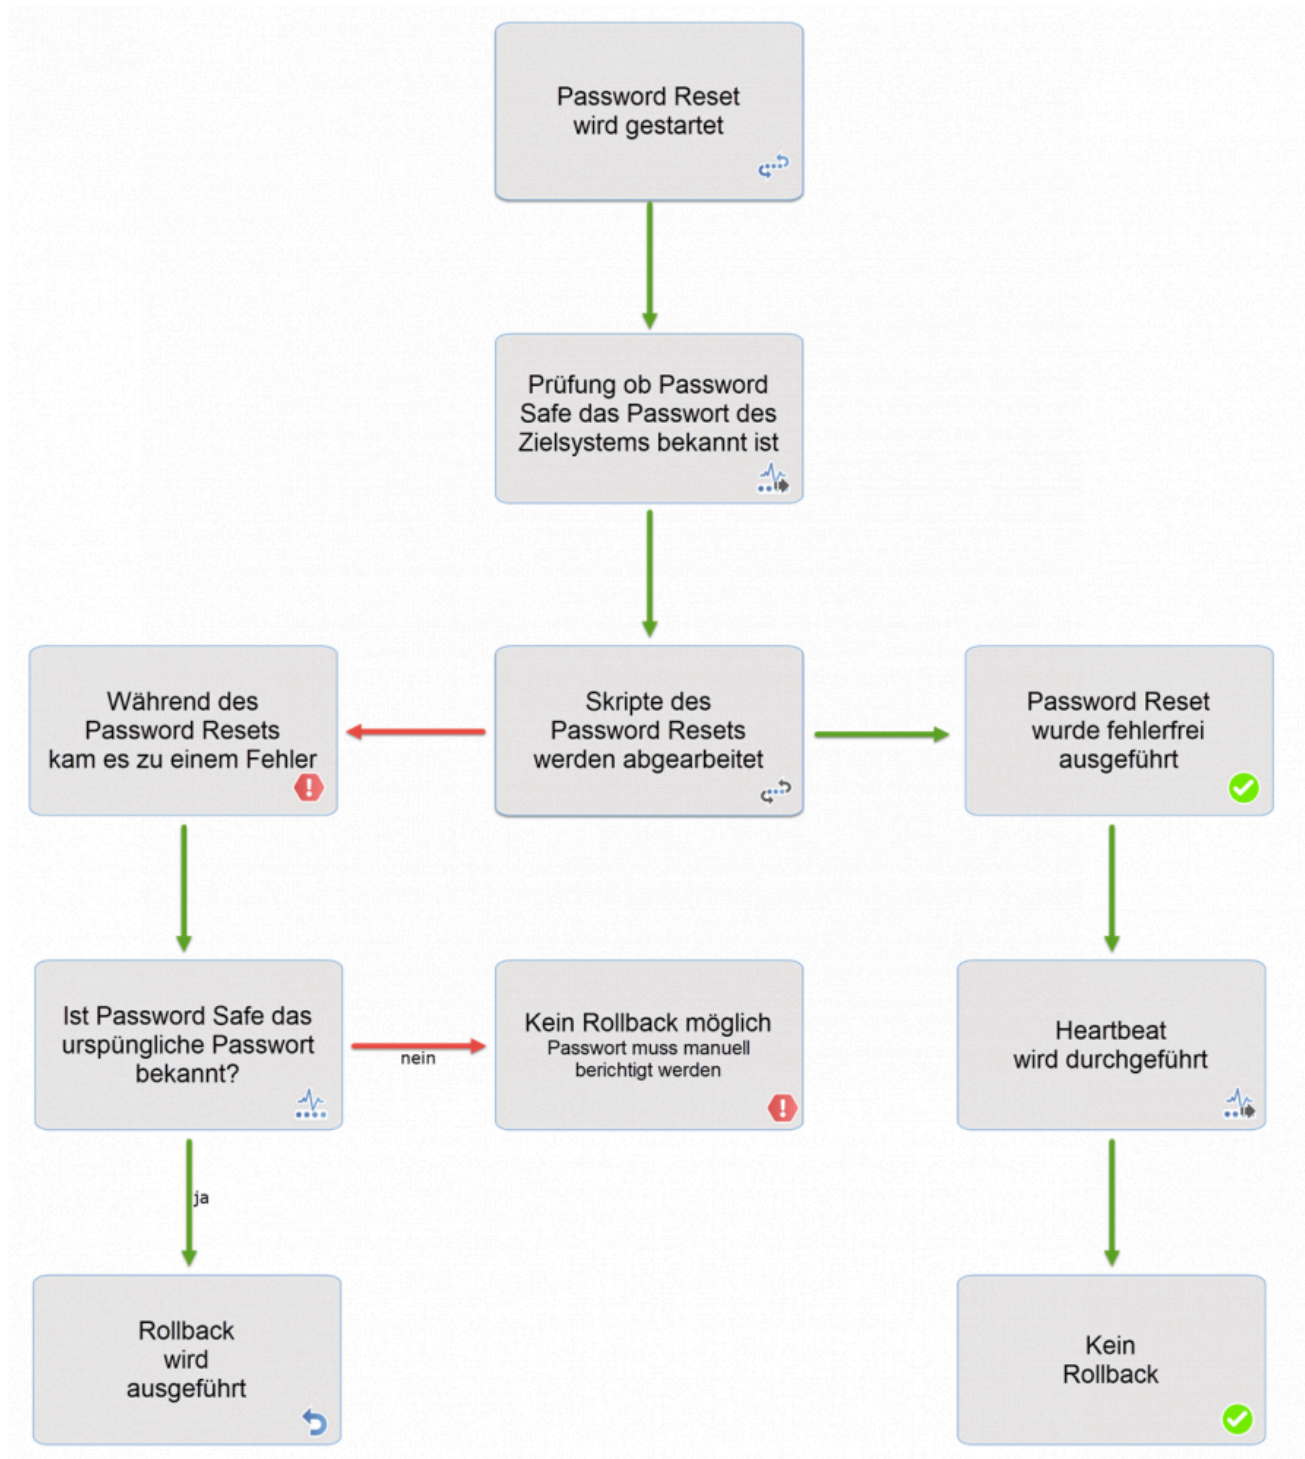 Password Reset
wird gestartet
Prüfung ob Password
Safe das Passwort des
Zielsystems bekannt ist
Während des
Password Resets
kam es zu einem Fehler
Skripte des
Password Resets
werden abgearbeitet
Password Reset
wurde fehlerfrei
ausgeführt
Ist Password Safe das
urspüngliche Passwort
bekannt?
nein
Kein Rollback möglich
Passwort muss manuell
berichtigt werden
Heartbeat
wird durchgeführt
ja
Rollback
wird
ausgeführt
Kein
Rollback